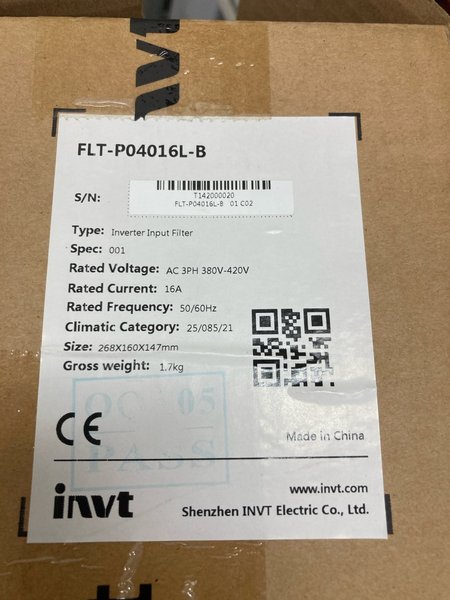 FLT-P04016L-B
S/N:
T142000020
FLT-P04016L-B 01 C02
Type: Inverter Input Filter
Spec: 001
Rated Voltage: AC 3PH 380V-420V
Rated Current: 16A
Rated Frequency: 50/60Hz
Climatic Category: 25/085/21
Size: 268X160X147mm
Gross weight: 1.7kg
QC 05
PASS
CE
Made in China
invt
www.invt.com
Shenzhen INVT Electric Co., Ltd.